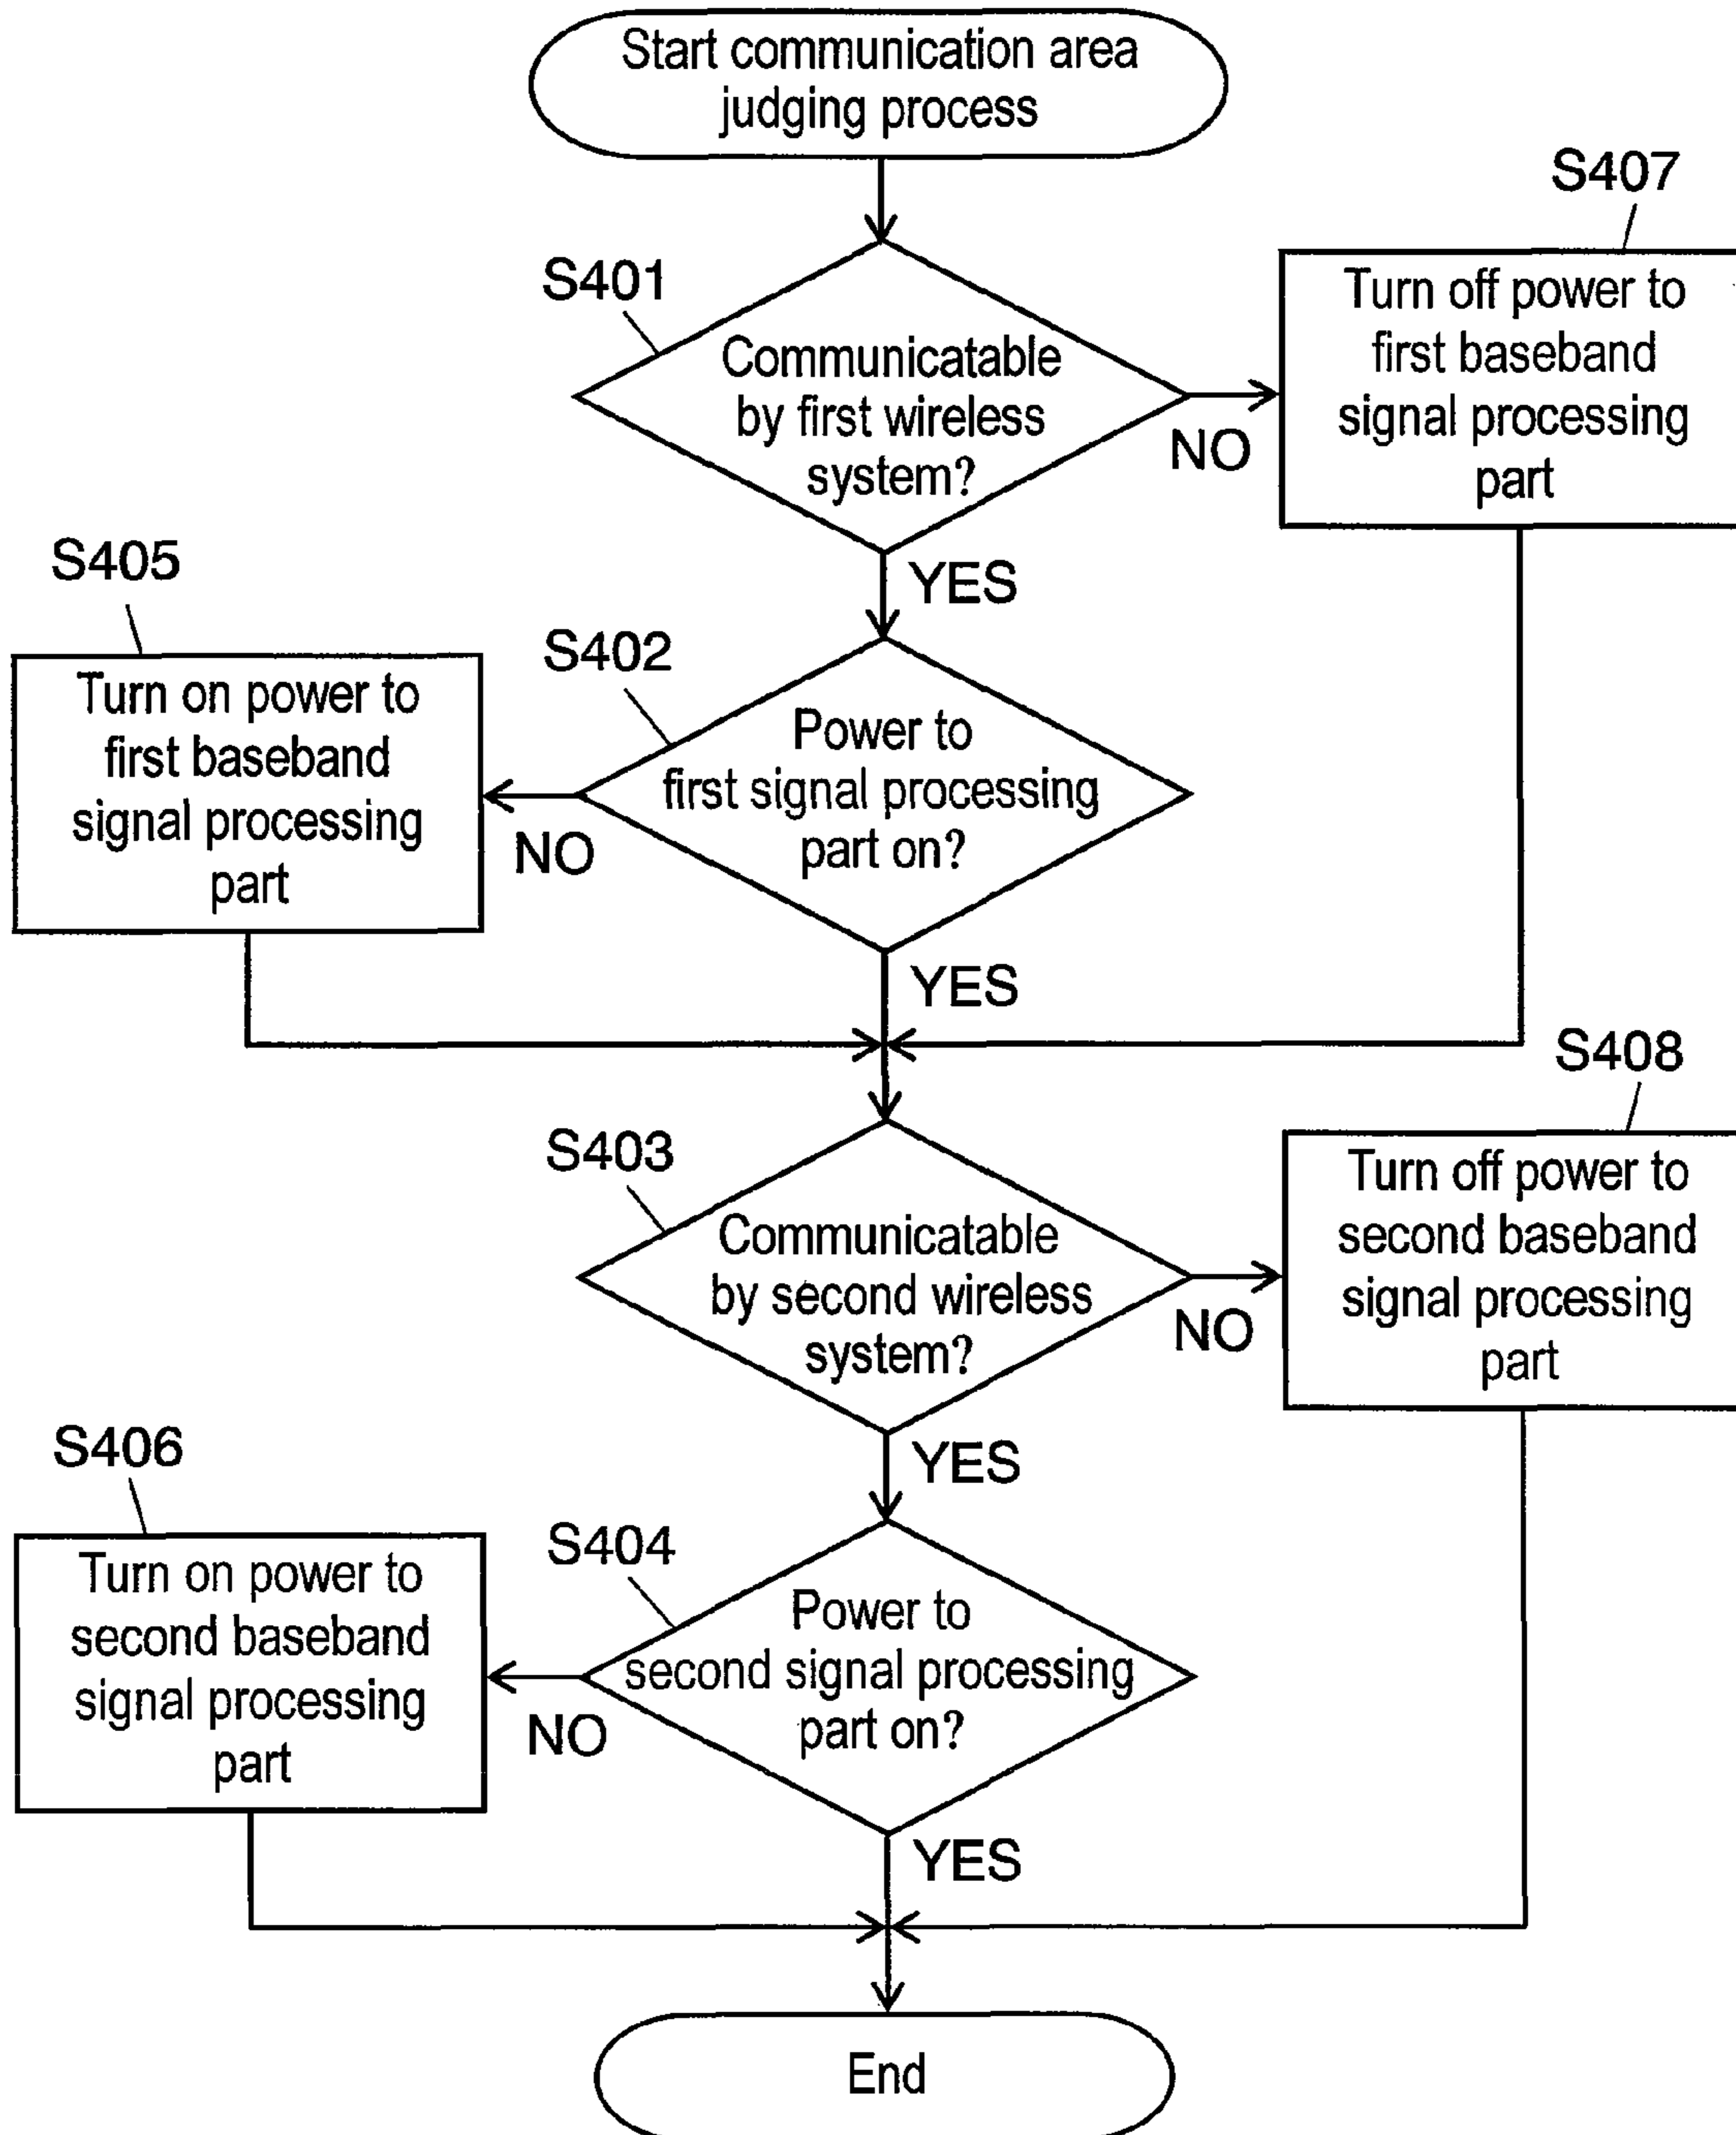 Start communication area
judging process
S407
Turn off power to
first baseband
signal processing
part
S401
Communicatable
by first wireless
system?
NO
YES
S405
Turn on power to
first baseband
signal processing
part
S402
Power to
first signal processing
part on?
NO
YES
S408
Turn off power to
second baseband
signal processing
part
S403
Communicatable
by second wireless
system?
NO
YES
S406
Turn on power to
second baseband
signal processing
part
S404
Power to
second signal processing
part on?
NO
YES
End